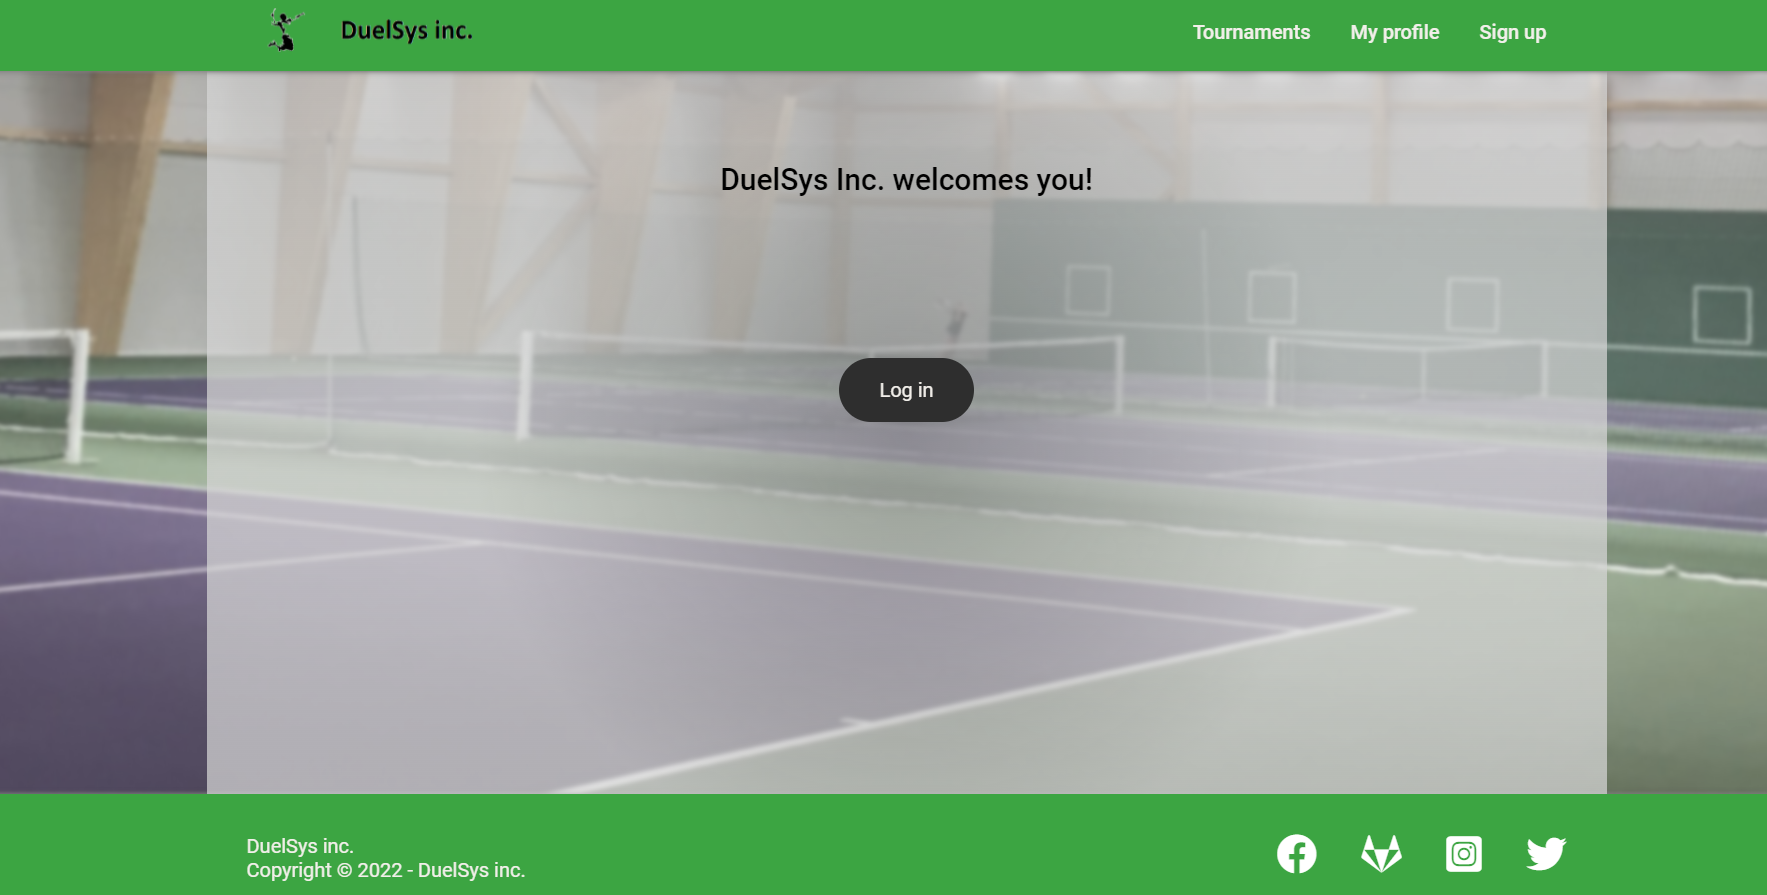 DuelSys inc.
Tournaments
My profile
Sign up
DuelSys Inc. welcomes you!
Log in
DuelSys inc.
Copyright © 2022 - DuelSys inc.